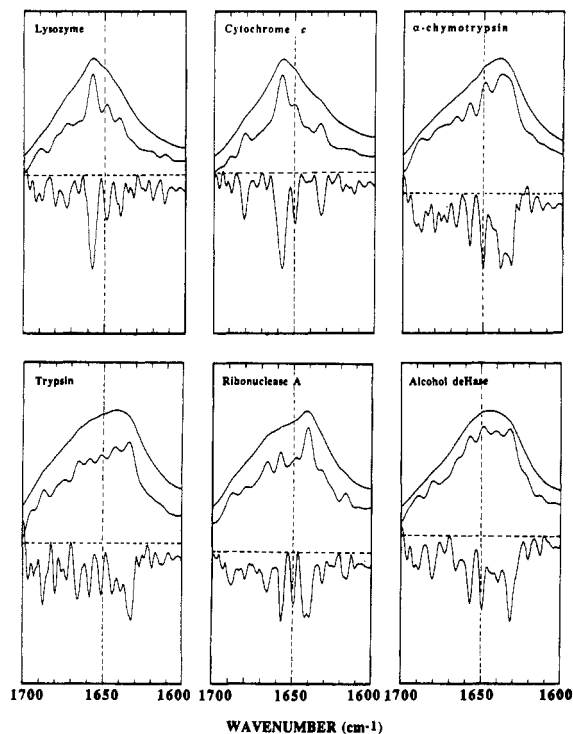 Lysozyme
Cytochrome c
α-chymotrypsin
Trypsin
Ribonuclease A
Alcohol deHase
1700 1650 1600 1700 1650 1600 1700 1650 1600
WAVENUMBER (cm-1)